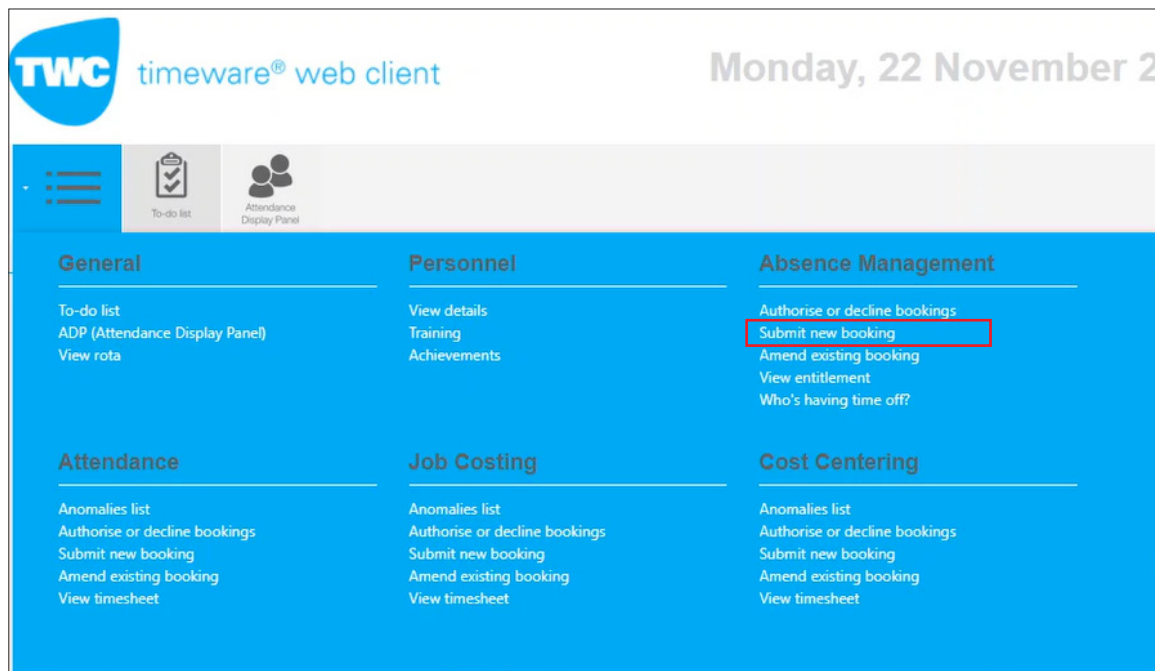 TWC timeware® web client
Monday, 22 November 2
To-do list
Attendance
Display Panel
General
To-do list
ADP (Attendance Display Panel)
View rota
Personnel
View details
Training
Achievements
Absence Management
Authorise or decline bookings
Submit new booking
Amend existing booking
View entitlement
Who's having time off?
Attendance
Anomalies list
Authorise or decline bookings
Submit new booking
Amend existing booking
View timesheet
Job Costing
Anomalies list
Authorise or decline bookings
Submit new booking
Amend existing booking
View timesheet
Cost Centering
Anomalies list
Authorise or decline bookings
Submit new booking
Amend existing booking
View timesheet